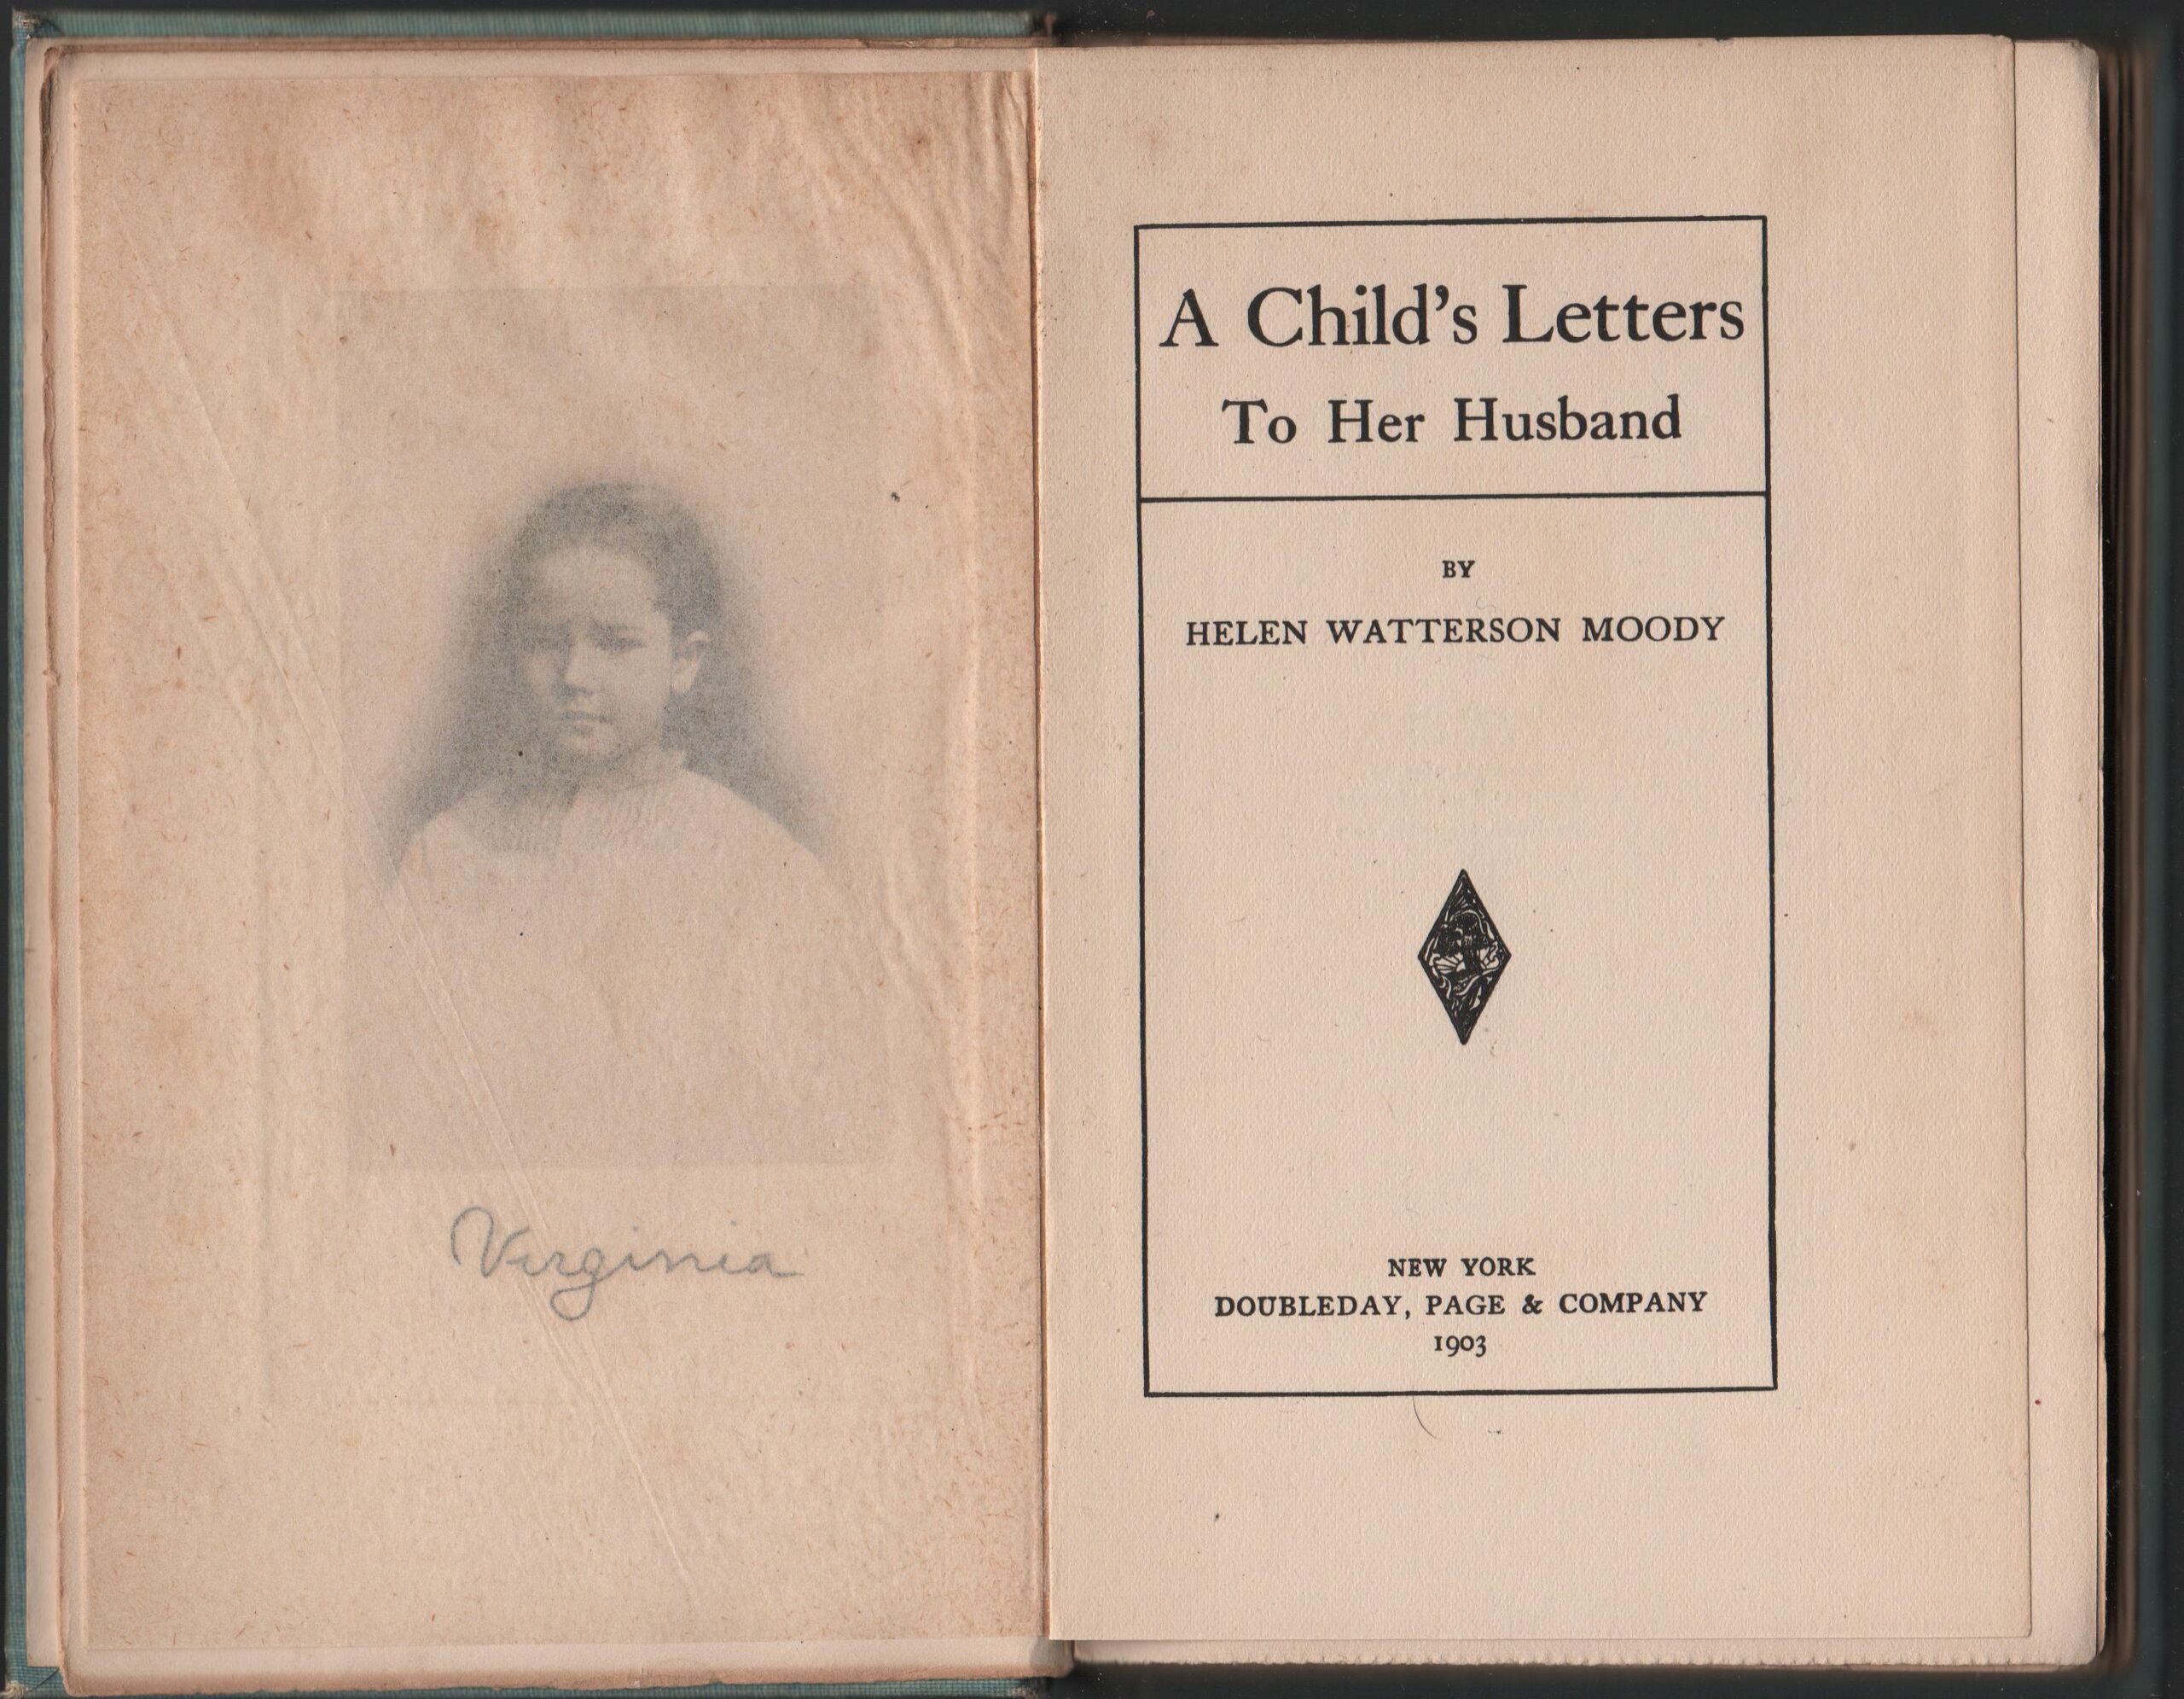 Virginia
A Child's Letters
To Her Husband
BY
HELEN WATTERSON MOODY
NEW YORK
DOUBLEDAY, PAGE & COMPANY
1903